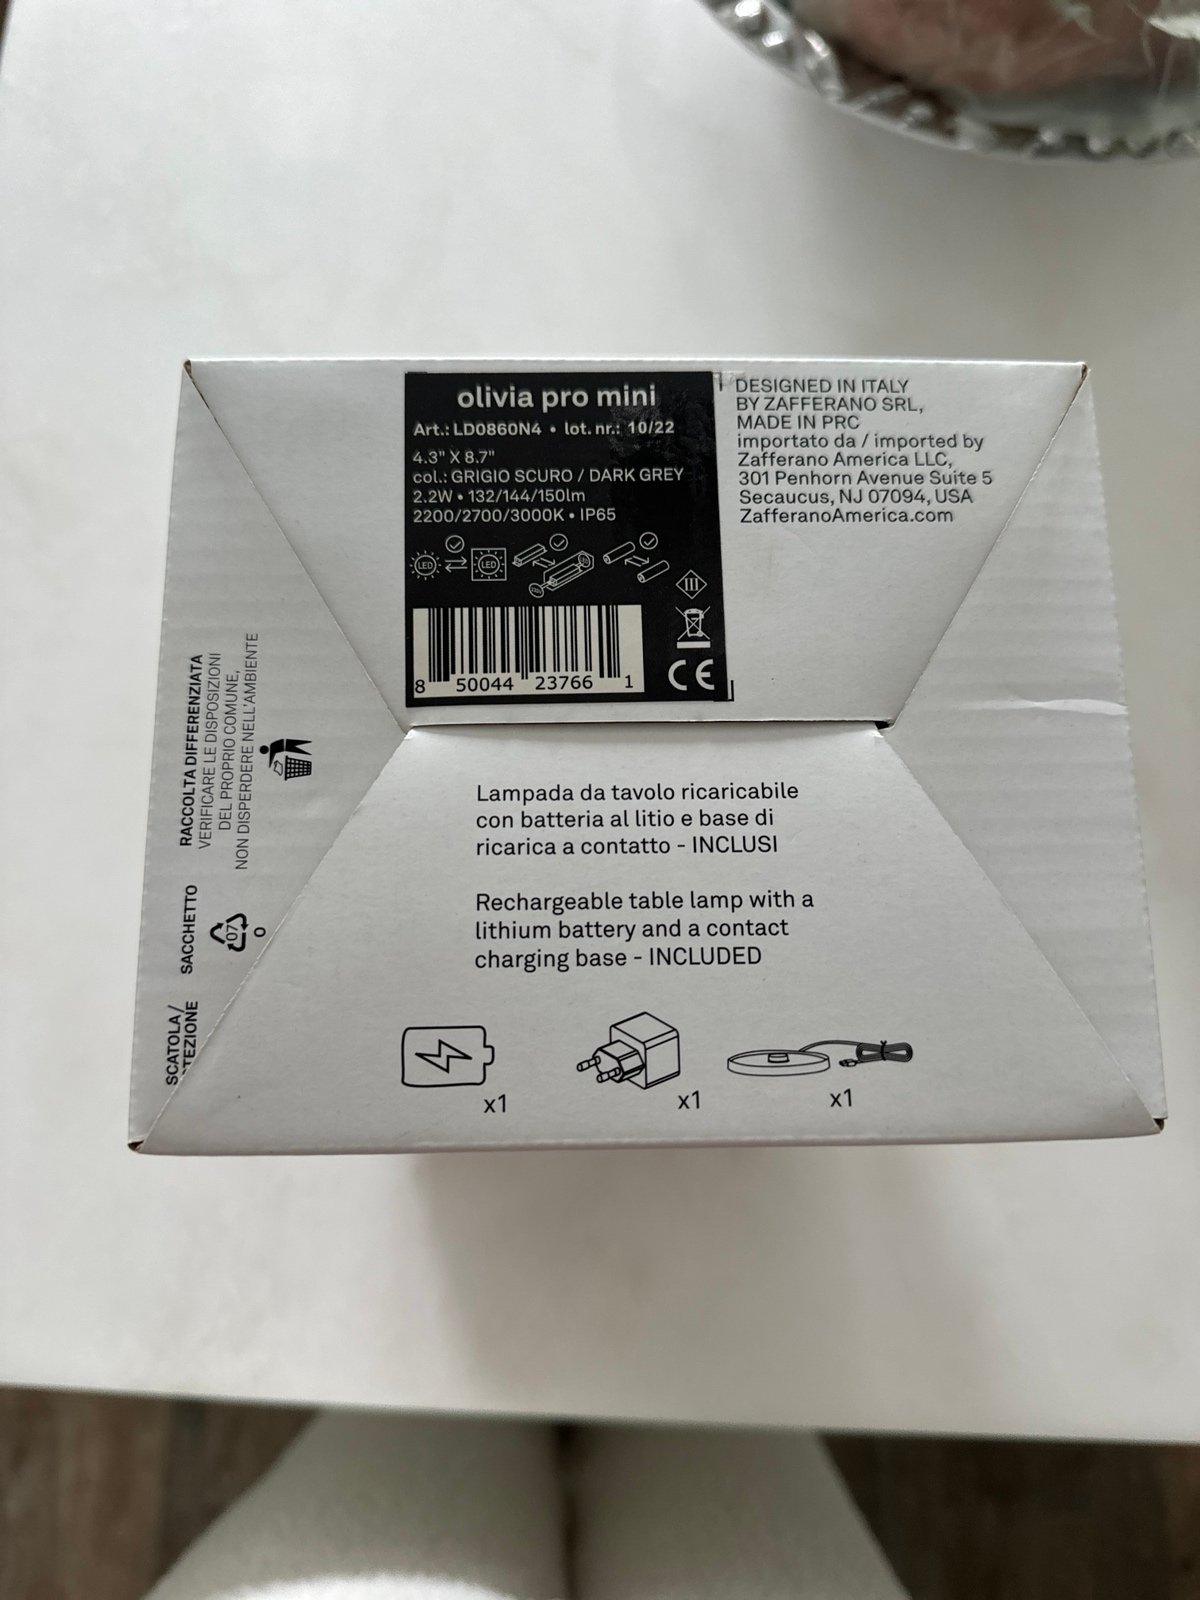 olivia pro mini
Art.: LD0860N4 • lot. nr.: 10/22
4.3" X 8.7"
col.: GRIGIO SCURO / DARK GREY
2.2W • 132/144/150lm
2200/2700/3000K • IP65
LED
LED
III
8 50044 23766 1
CE
DESIGNED IN ITALY
BY ZAFFERANO SRL,
MADE IN PRC
importato da / imported by
Zafferano America LLC,
301 Penhorn Avenue Suite 5
Secaucus, NJ 07094, USA
ZafferanoAmerica.com
RACCOLTA DIFFERENZIATA
VERIFICARE LE DISPOSIZIONI
DEL PROPRIO COMUNE,
NON DISPERDERE NELL'AMBIENTE
SACCHETTO
07
O
SCATOLA/
TEZIONE
Lampada da tavolo ricaricabile
con batteria al litio e base di
ricarica a contatto - INCLUSI
Rechargeable table lamp with a
lithium battery and a contact
charging base - INCLUDED
x1
x1
x1